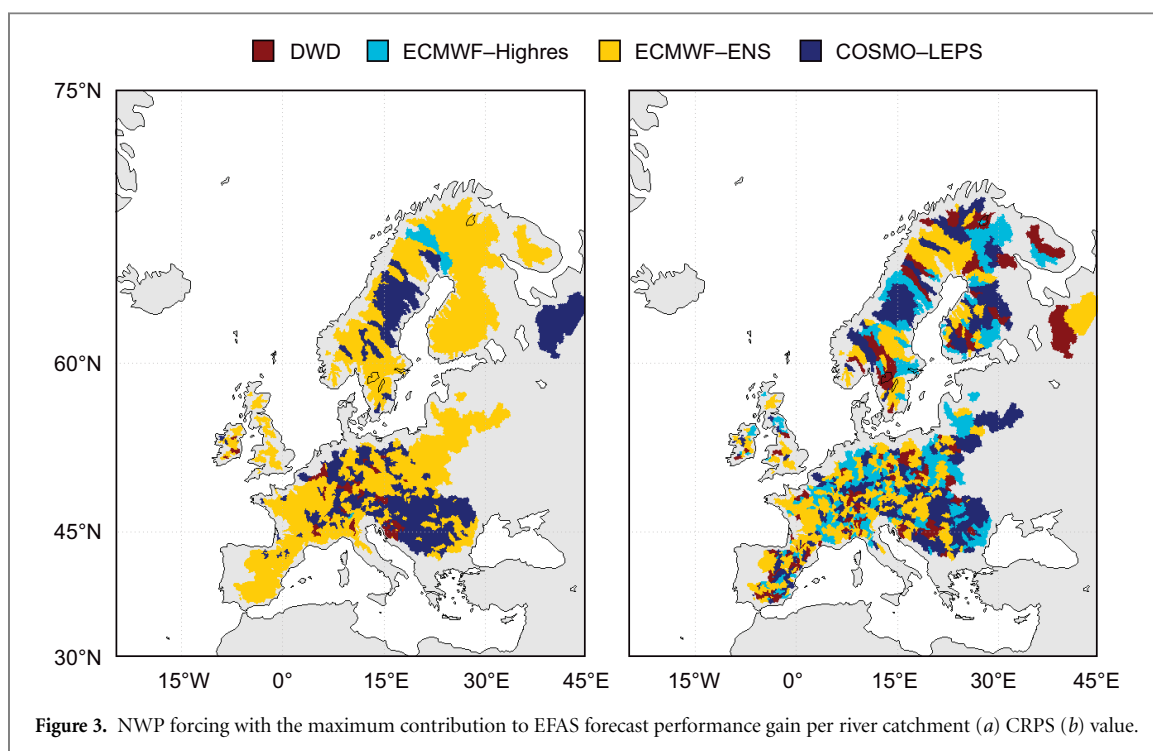 DWD ECMWF–Highres ECMWF–ENS COSMO–LEPS
75°N
60°N
45°N
30°N
15°W 0° 15°E 30°E 45°E
15°W 0° 15°E 30°E 45°E
Figure 3. NWP forcing with the maximum contribution to EFAS forecast performance gain per river catchment (a) CRPS (b) value.